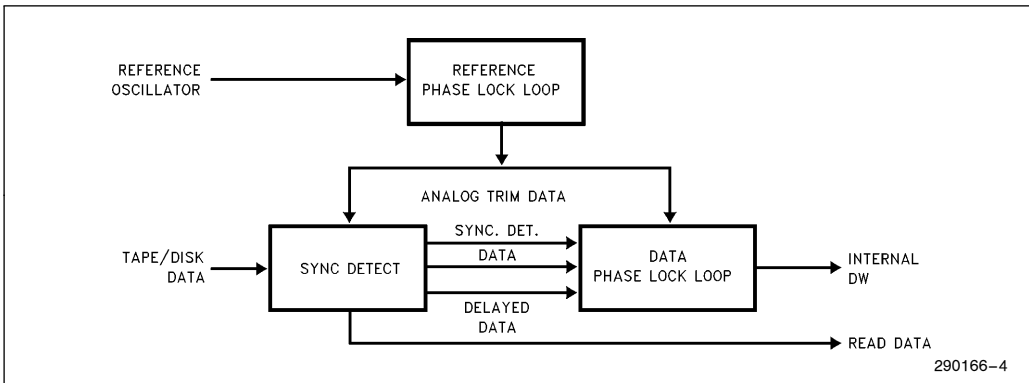 REFERENCE
OSCILLATOR
REFERENCE
PHASE LOCK LOOP
ANALOG TRIM DATA
TAPE/DISK
DATA
SYNC DETECT
SYNC. DET.
DATA
DELAYED
DATA
DATA
PHASE LOCK LOOP
INTERNAL
DW
READ DATA
290166–4